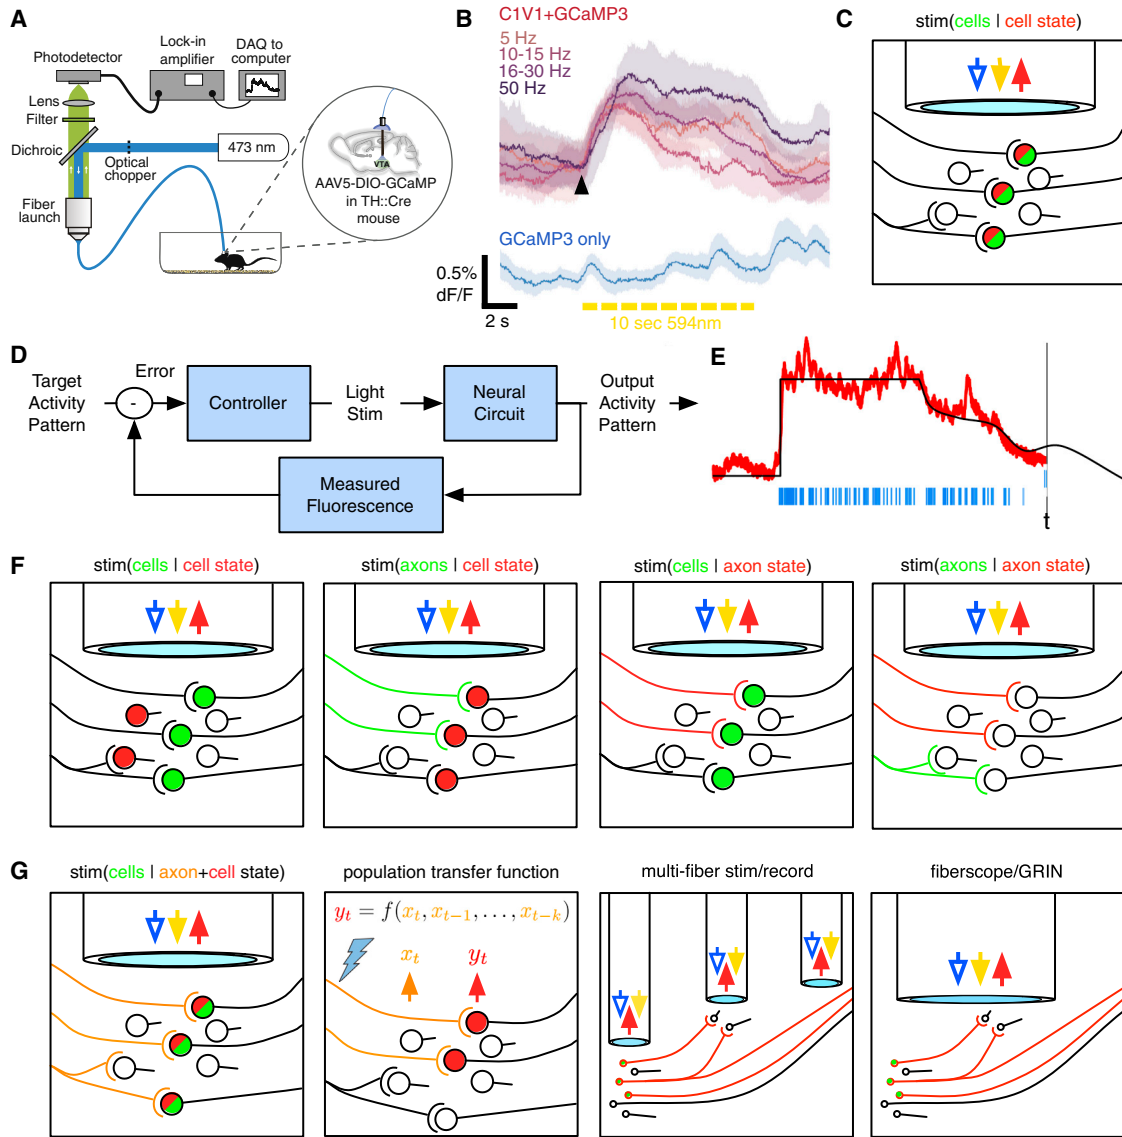 A
Photodetector
Lock-in
amplifier
DAQ to
computer
Lens
Filter
Dichroic
Optical
chopper
473 nm
Fiber
launch
VTA
AAV5-DIO-GCaMP
in TH::Cre
mouse
B
C1V1+GCaMP3
5 Hz
10-15 Hz
16-30 Hz
50 Hz
GCaMP3 only
0.5%
dF/F
2 s
10 sec 594nm
C
stim(cells | cell state)
D
Target
Activity
Pattern
Error
-
Controller
Light
Stim
Neural
Circuit
Output
Activity
Pattern
Measured
Fluorescence
E
t
F
stim(cells | cell state)
stim(axons | cell state)
stim(cells | axon state)
stim(axons | axon state)
G
stim(cells | axon+cell state)
population transfer function
y_t = f(x_t, x_{t-1}, . . . , x_{t-k})
x_t
y_t
multi-fiber stim/record
fiberscope/GRIN